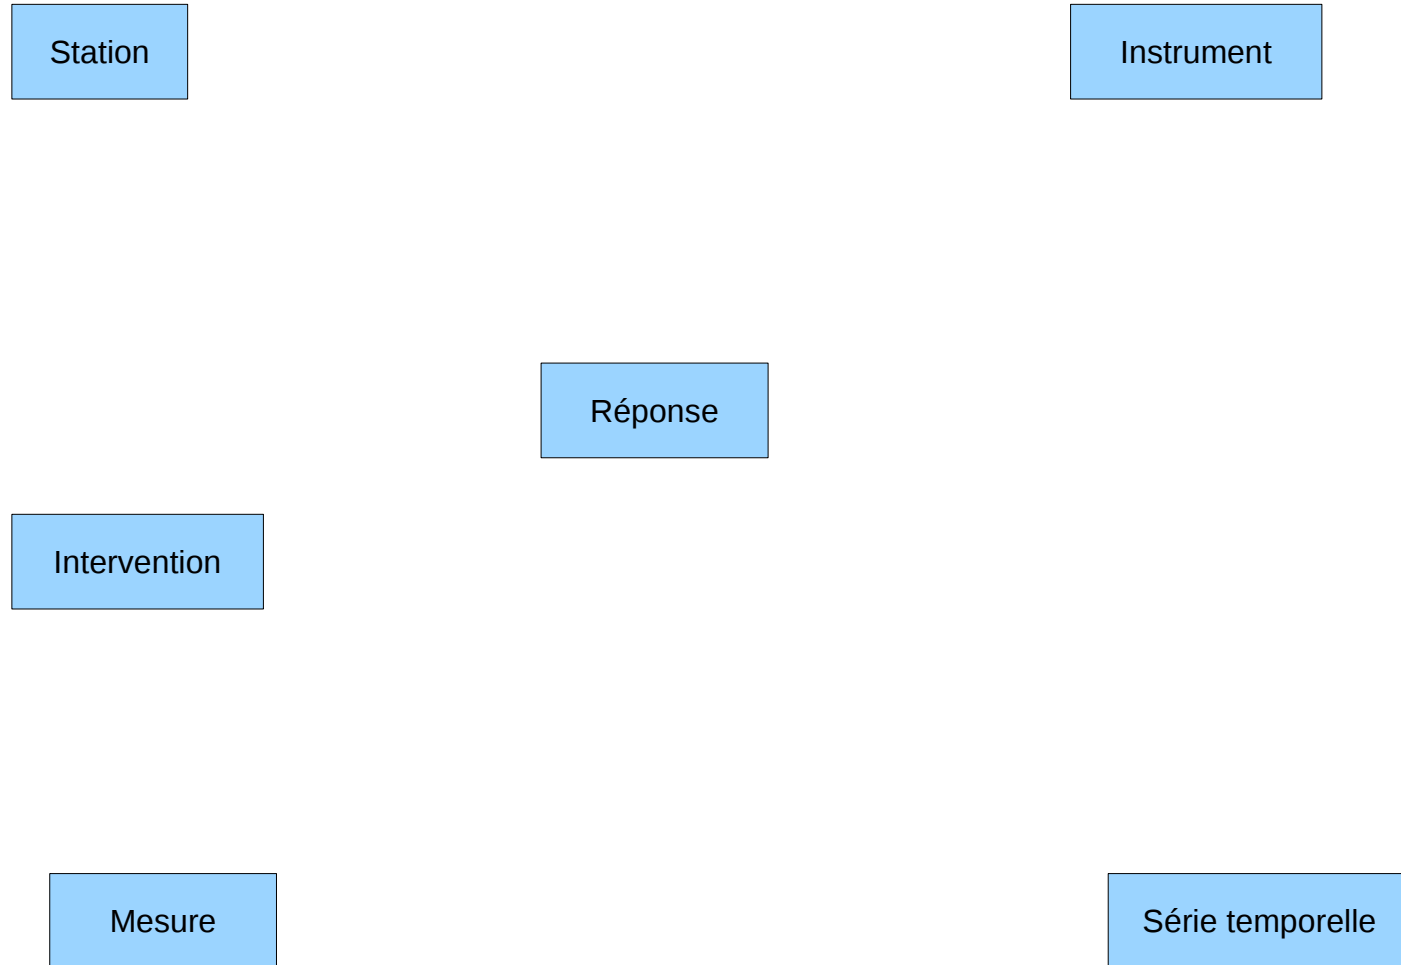 Station
Instrument
Réponse
Intervention
Mesure
Série temporelle